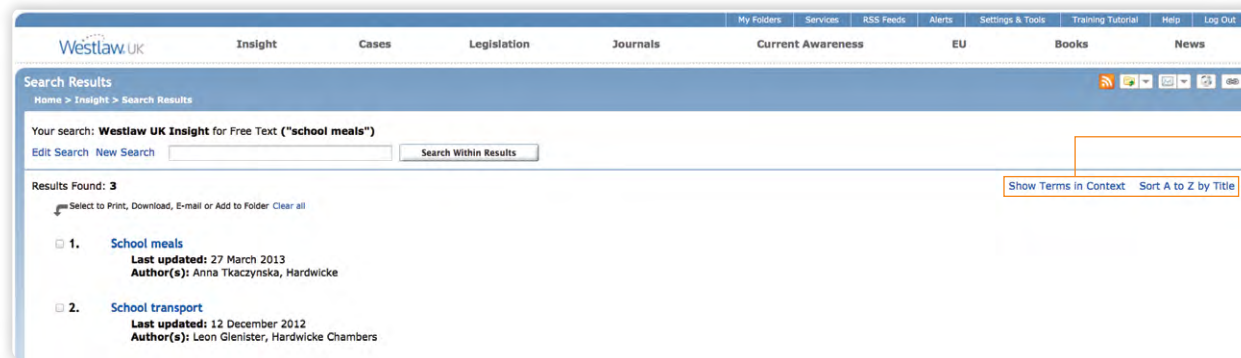 My Folders Services RSS Feeds Alerts Settings & Tools Training Tutorial Help Log Out
Westlaw UK Insight Cases Legislation Journals Current Awareness EU Books News
Search Results
Home > Insight > Search Results
Your search: Westlaw UK Insight for Free Text ("school meals")
Edit Search New Search Search Within Results
Results Found: 3 Show Terms in Context Sort A to Z by Title
Select to Print, Download, E-mail or Add to Folder Clear all
1. School meals
Last updated: 27 March 2013
Author(s): Anna Tkaczynska, Hardwicke
2. School transport
Last updated: 12 December 2012
Author(s): Leon Glenister, Hardwicke Chambers